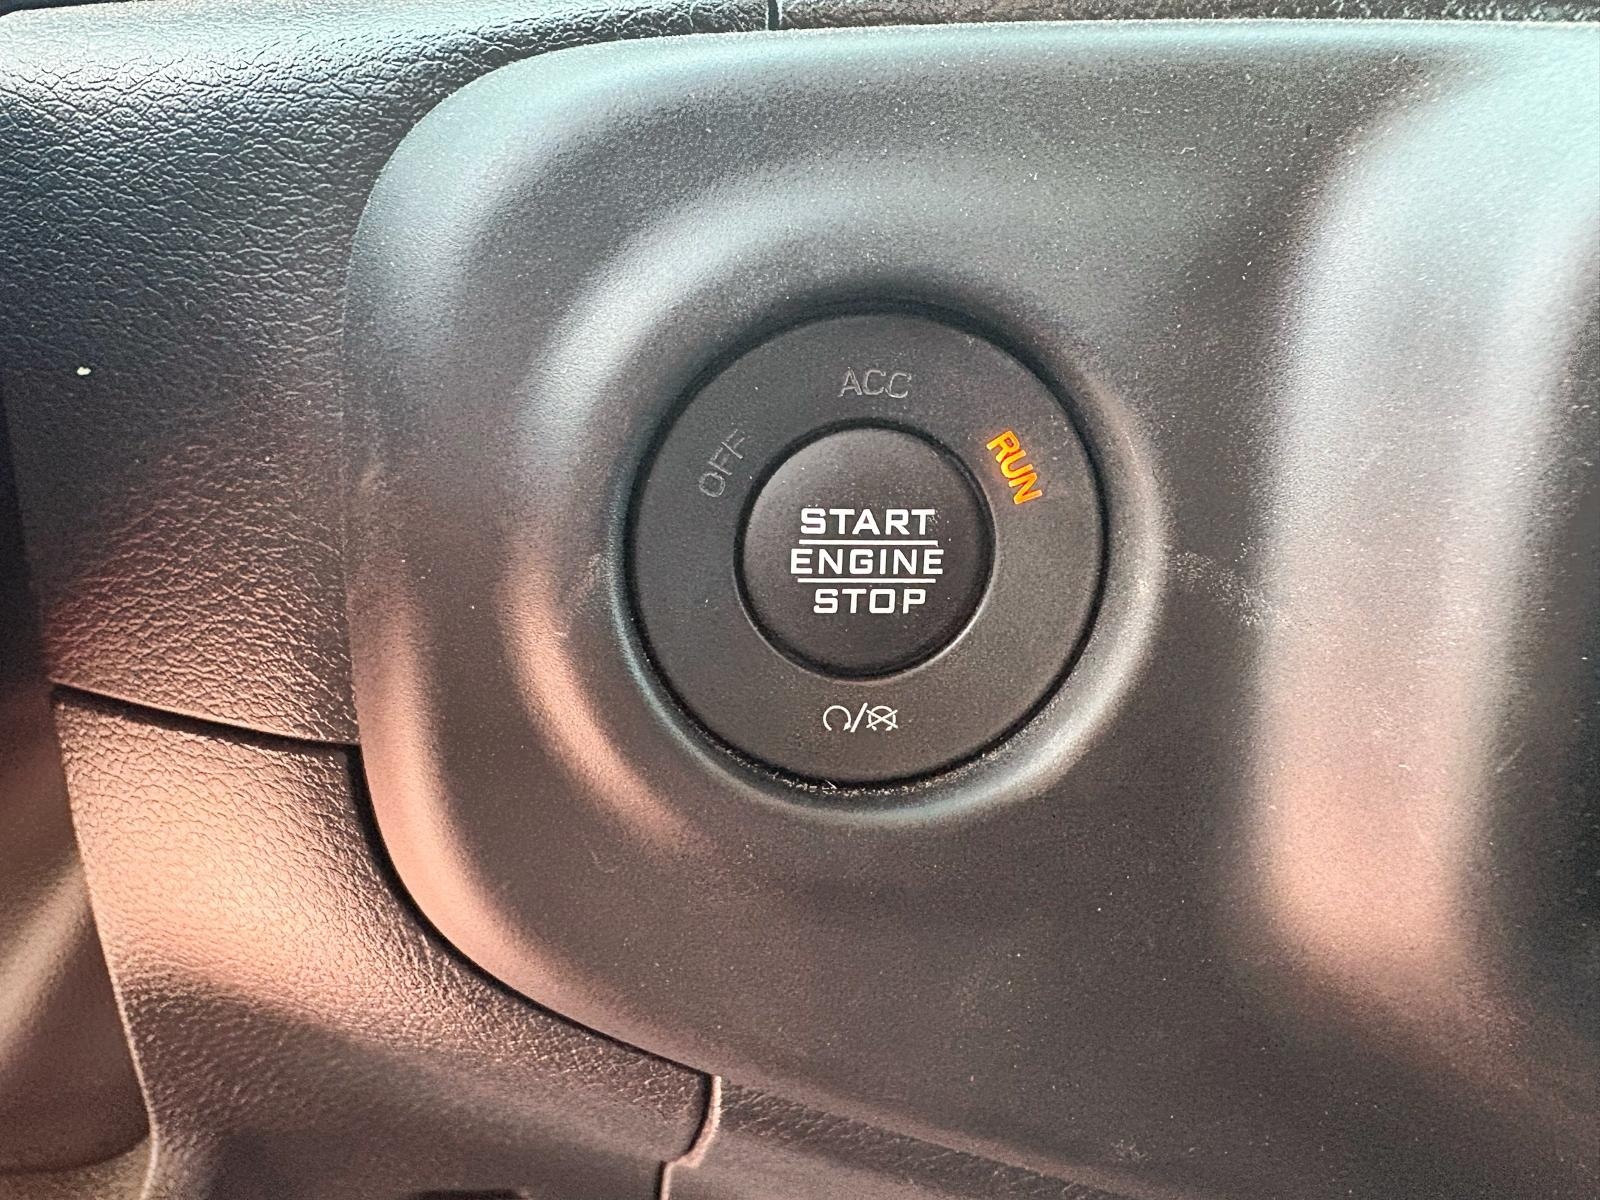 ACC
OFF
RUN
START
ENGINE
STOP